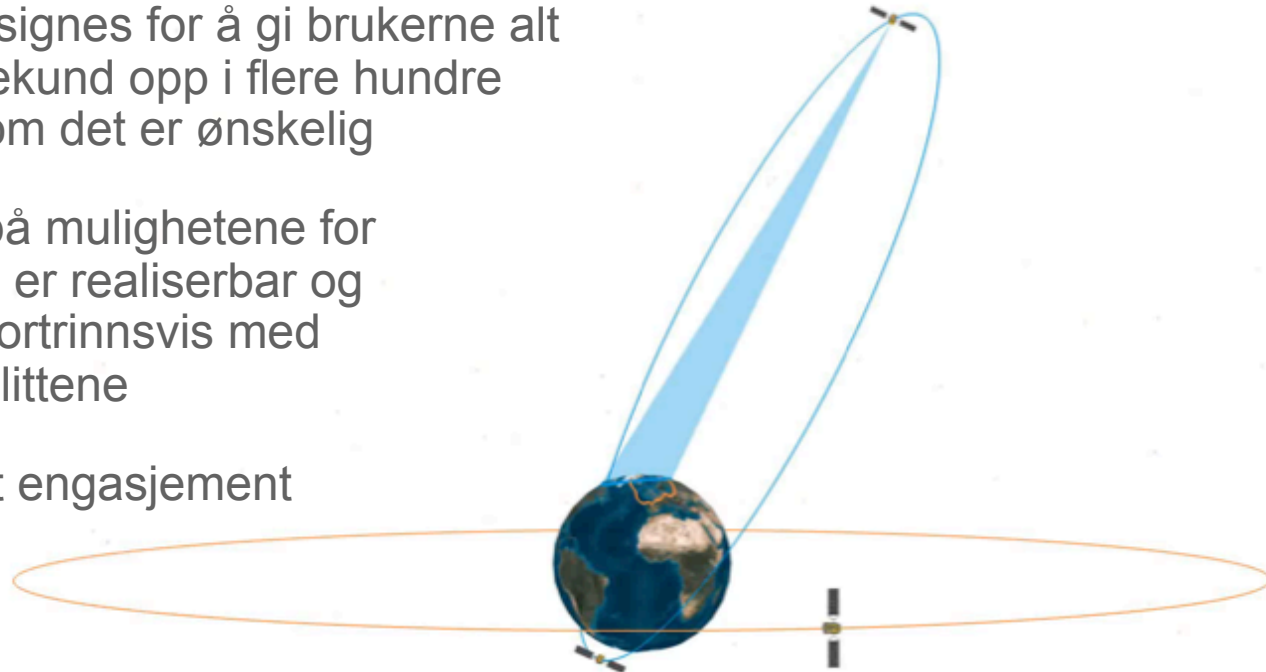 signes for å gi brukerne alt
ekund opp i flere hundre
om det er ønskelig
på mulighetene for
er realiserbar og
ortrinnsvis med
littene
t engasjement